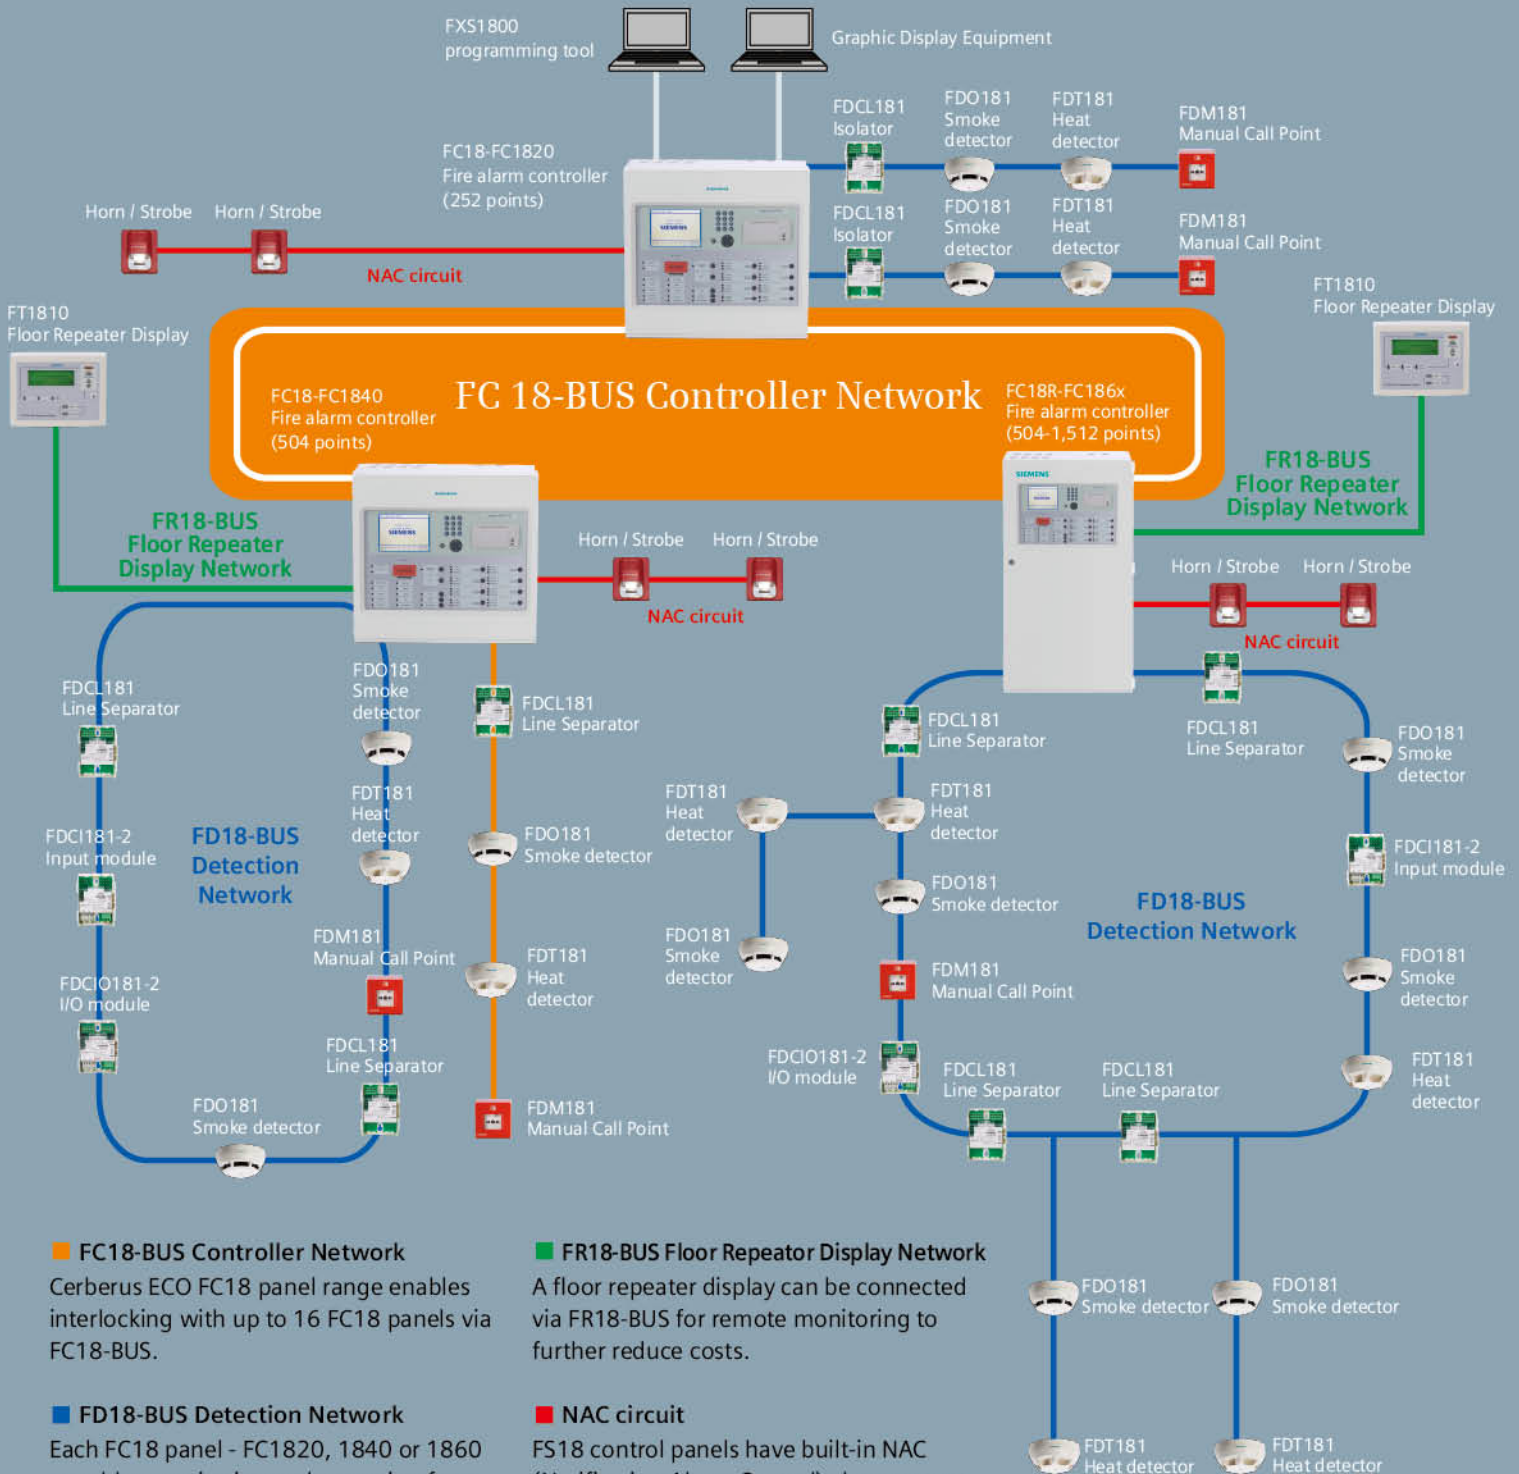 FXS1800
programming tool
Graphic Display Equipment
FC18-FC1820
Fire alarm controller
(252 points)
FDCL181
Isolator
FDO181
Smoke
detector
FDT181
Heat
detector
FDM181
Manual Call Point
FDCL181
Isolator
FDO181
Smoke
detector
FDT181
Heat
detector
FDM181
Manual Call Point
Horn / Strobe
Horn / Strobe
NAC circuit
SIEMENS
SIEMENS
FT1810
Floor Repeater Display
FT1810
Floor Repeater Display
FC 18-BUS Controller Network
FC18-FC1840
Fire alarm controller
(504 points)
FC18R-FC186x
Fire alarm controller
(504-1,512 points)
SIEMENS
SIEMENS
SIEMENS
FR18-BUS
Floor Repeater
Display Network
FR18-BUS
Floor Repeater
Display Network
Horn / Strobe
Horn / Strobe
NAC circuit
Horn / Strobe
Horn / Strobe
NAC circuit
FDCL181
Line Separator
FDCI181-2
Input module
FDCIO181-2
I/O module
FD18-BUS
Detection
Network
FDO181
Smoke
detector
FDT181
Heat
detector
FDM181
Manual Call Point
FDCL181
Line Separator
FDO181
Smoke detector
FDCL181
Line Separator
FDO181
Smoke detector
FDT181
Heat
detector
FDM181
Manual Call Point
FDCL181
Line Separator
FDT181
Heat
detector
FDT181
Heat
detector
FDO181
Smoke detector
FDO181
Smoke
detector
FDM181
Manual Call Point
FDCIO181-2
I/O module
FDCL181
Line Separator
FDCL181
Line Separator
FD18-BUS
Detection Network
FDCL181
Line Separator
FDO181
Smoke
detector
FDCI181-2
Input module
FDO181
Smoke
detector
FDT181
Heat
detector
FDO181
Smoke detector
FDO181
Smoke detector
FDT181
Heat detector
FDT181
Heat detector
FC18-BUS Controller Network
Cerberus ECO FC18 panel range enables
interlocking with up to 16 FC18 panels via
FC18-BUS.
FD18-BUS Detection Network
Each FC18 panel - FC1820, 1840 or 1860
FR18-BUS Floor Repeator Display Network
A floor repeater display can be connected
via FR18-BUS for remote monitoring to
further reduce costs.
NAC circuit
FS18 control panels have built-in NAC